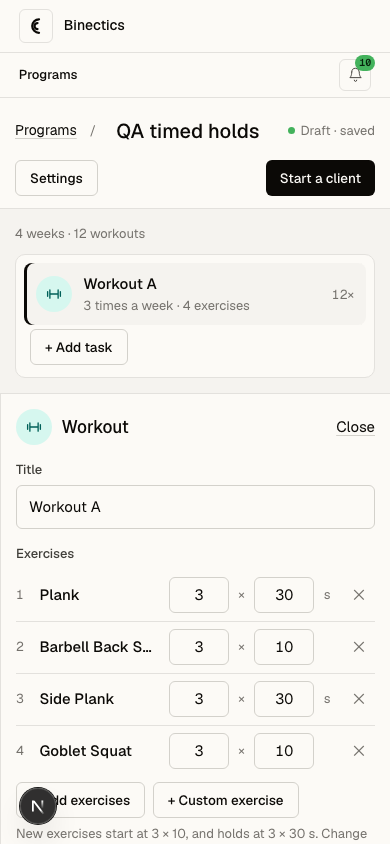 Binectics
Programs
10
Programs / QA timed holds Draft · saved
Settings Start a client
4 weeks · 12 workouts
Workout A
3 times a week · 4 exercises
12×
+ Add task
Workout Close
Title
Workout A
Exercises
1 Plank 3 × 30 s
2 Barbell Back S... 3 × 10
3 Side Plank 3 × 30 s
4 Goblet Squat 3 × 10
N
exercises + Custom exercise
New exercises start at 3 × 10, and holds at 3 × 30 s. Change